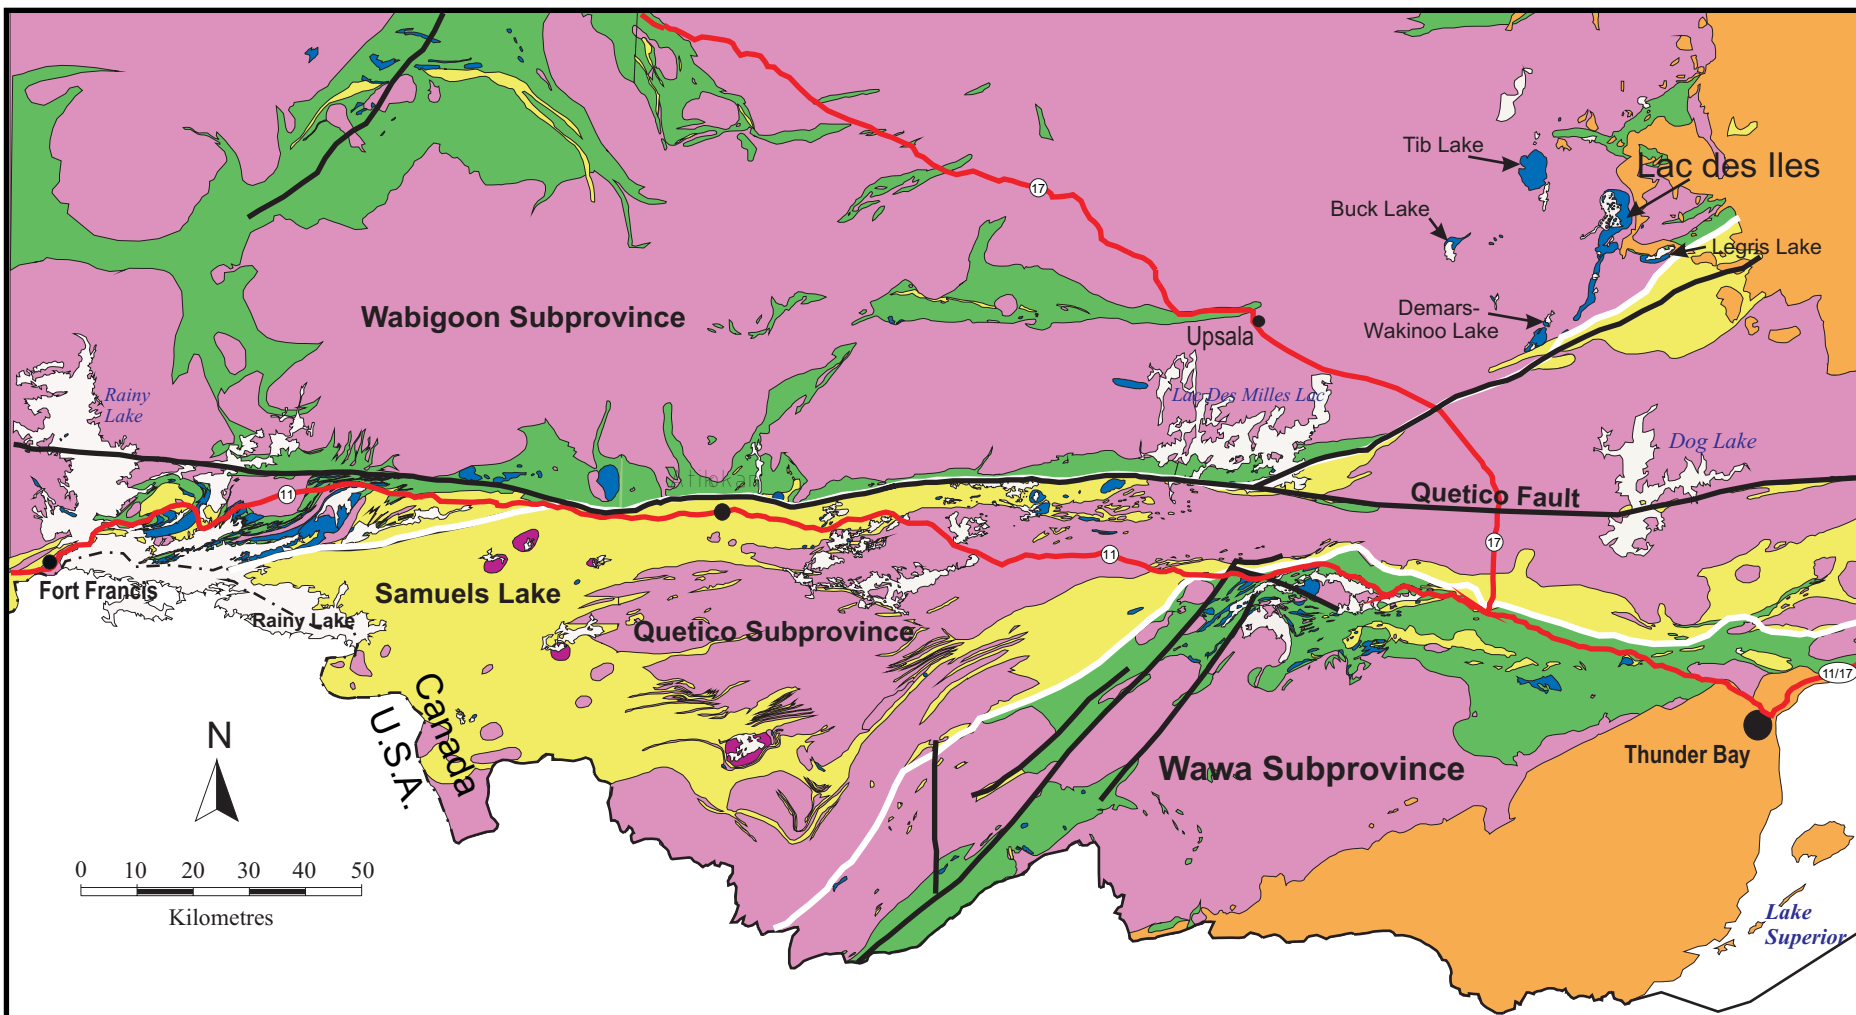 17
Tib Lake
Lac des Iles
Buck Lake
Legris Lake
Wabigoon Subprovince
Demars-
Wakinoo Lake
Upsala
Rainy
Lake
Lac Des Milles Lac
Dog Lake
11
Quetico Fault
17
11
Fort Francis
Samuels Lake
Rainy Lake
Quetico Subprovince
11/17
Canada
U.S.A.
N
Thunder Bay
Wawa Subprovince
0 10 20 30 40 50
Kilometres
Lake
Superior